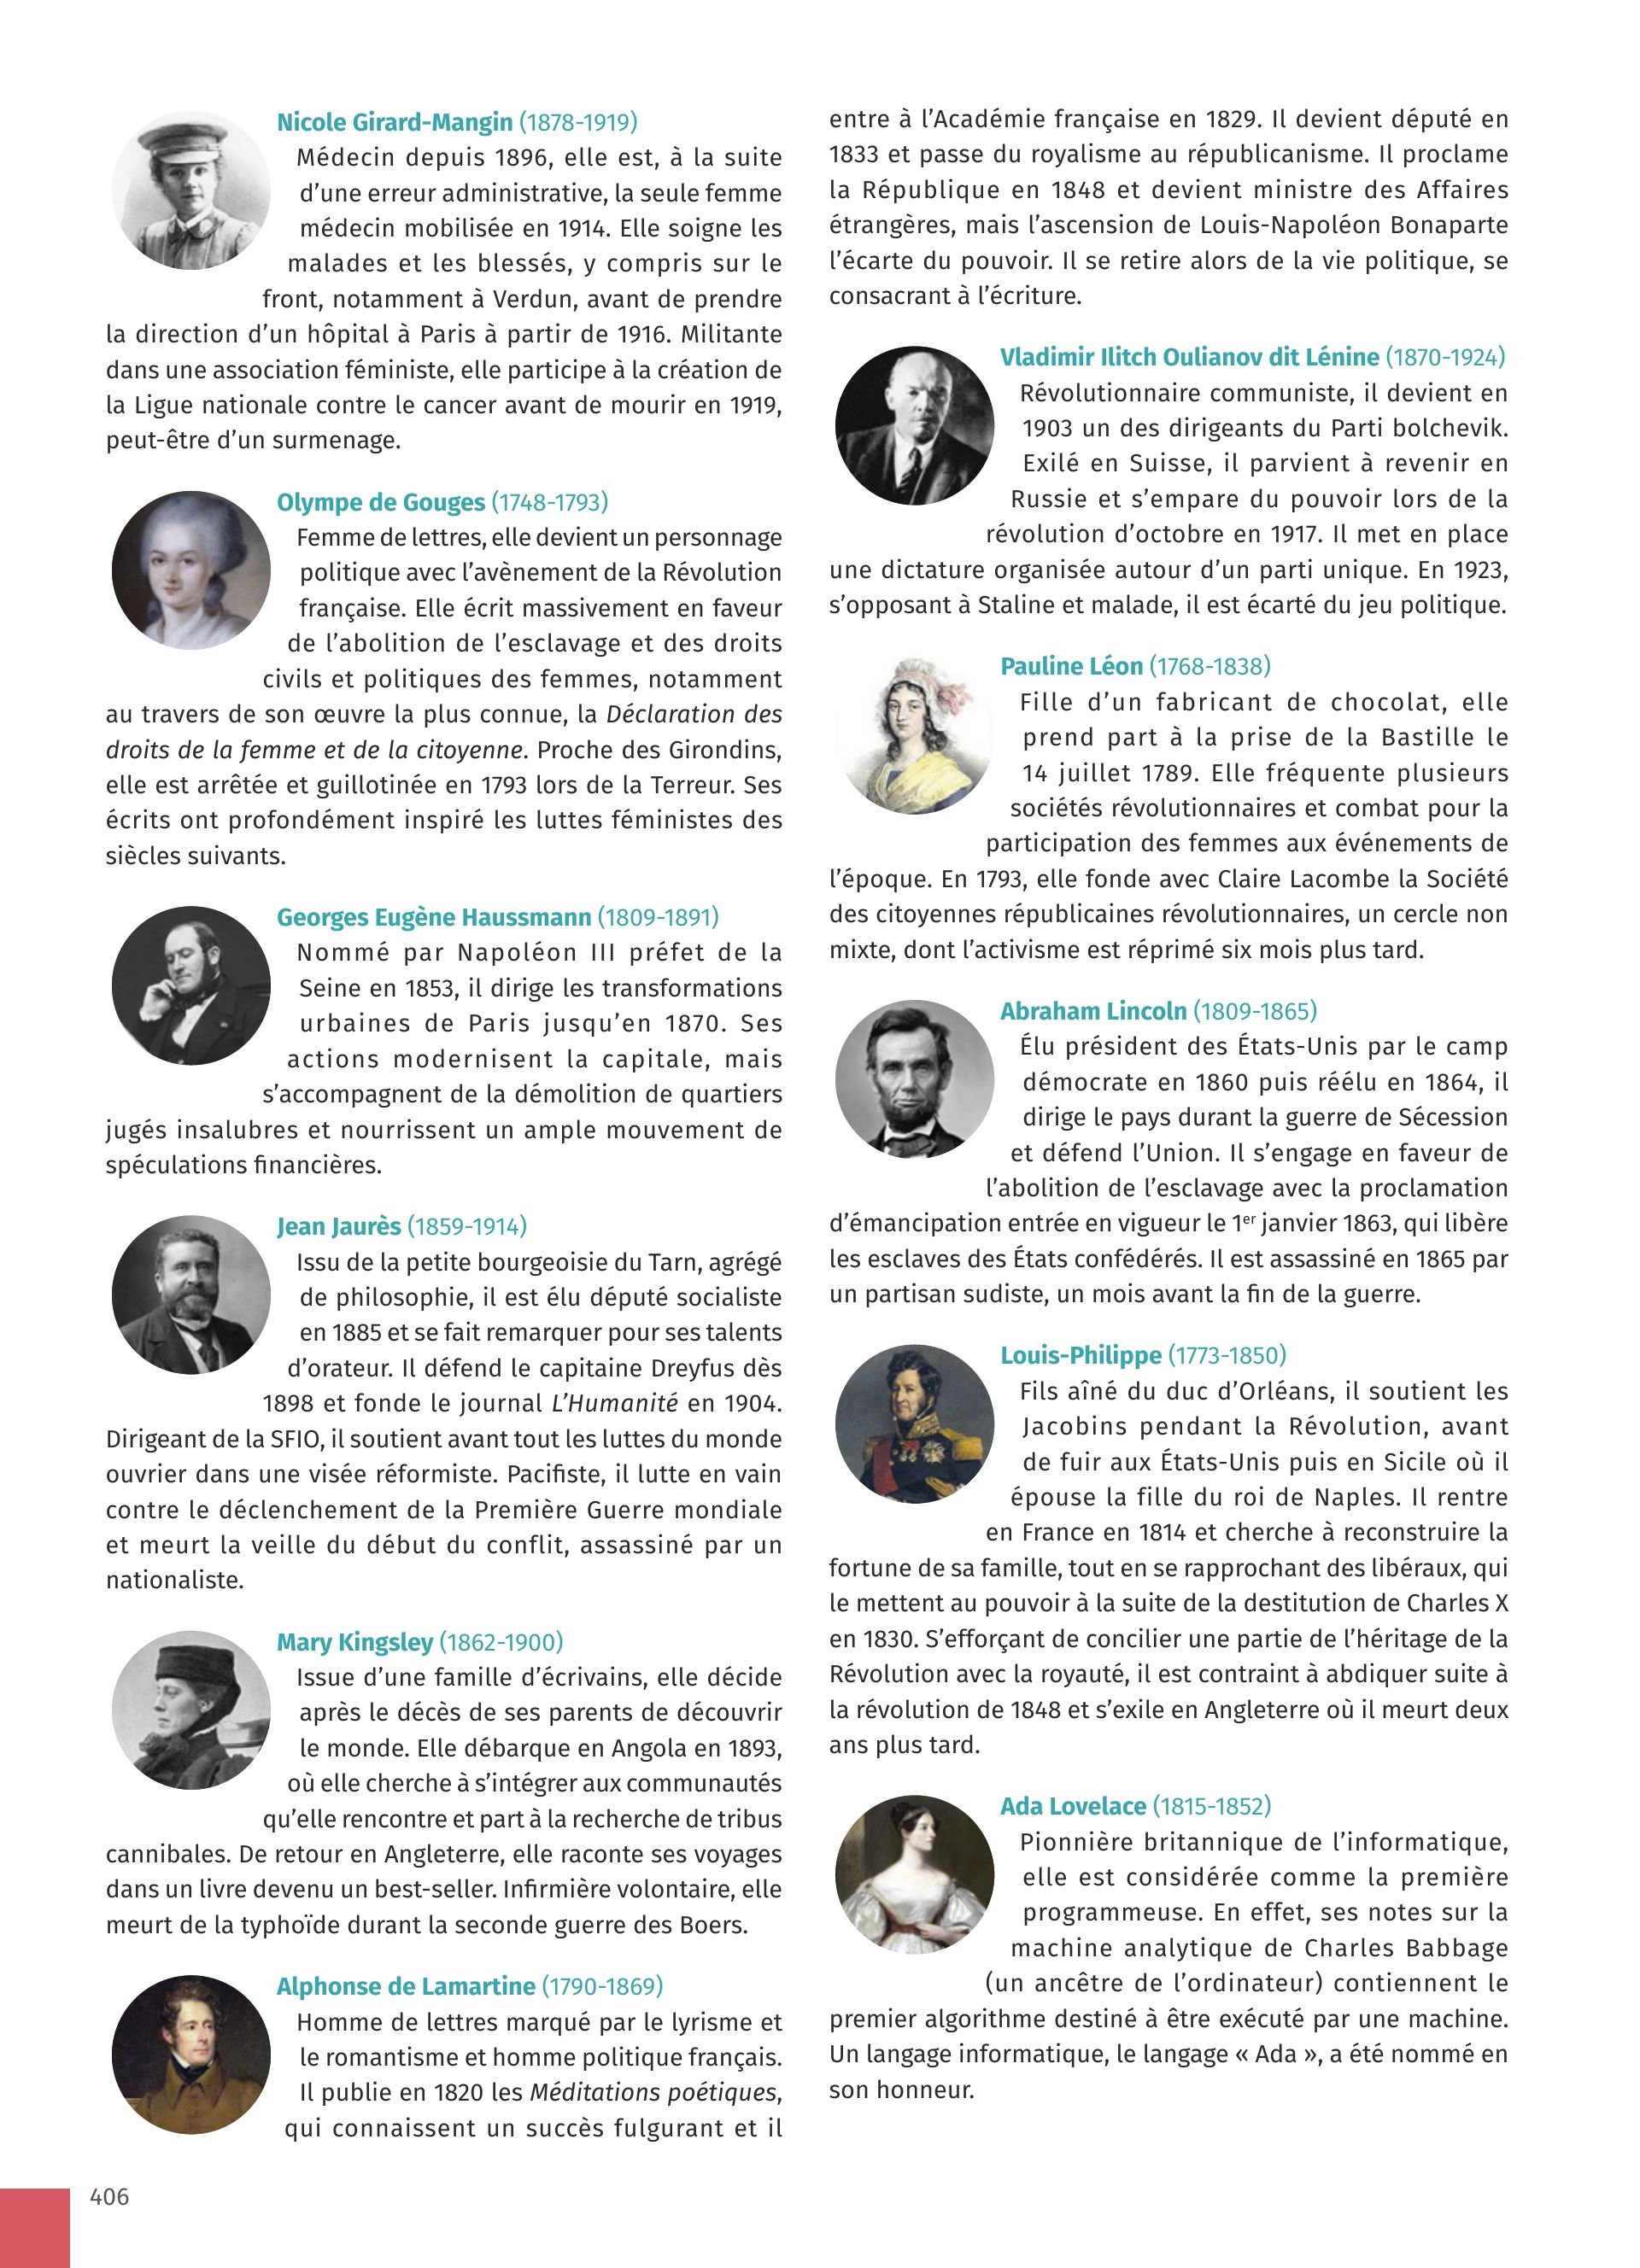 Nicole Girard-Mangin (1878-1919)
Médecin depuis 1896, elle est, à la suite
d’une erreur administrative, la seule femme
médecin mobilisée en 1914. Elle soigne les
malades et les blessés, y compris sur le
front, notamment à Verdun, avant de prendre
la direction d’un hôpital à Paris à partir de 1916. Militante
dans une association féministe, elle participe à la création de
la Ligue nationale contre le cancer avant de mourir en 1919,
peut-être d’un surmenage.
Olympe de Gouges (1748-1793)
Femme de lettres, elle devient un personnage
politique avec l’avènement de la Révolution
française. Elle écrit massivement en faveur
de l’abolition de l’esclavage et des droits
civils et politiques des femmes, notamment
au travers de son œuvre la plus connue, la Déclaration des
droits de la femme et de la citoyenne. Proche des Girondins,
elle est arrêtée et guillotinée en 1793 lors de la Terreur. Ses
écrits ont profondément inspiré les luttes féministes des
siècles suivants.
Georges Eugène Haussmann (1809-1891)
Nommé par Napoléon III préfet de la
Seine en 1853, il dirige les transformations
urbaines de Paris jusqu’en 1870. Ses
actions modernisent la capitale, mais
s’accompagnent de la démolition de quartiers
jugés insalubres et nourrissent un ample mouvement de
spéculations financières.
Jean Jaurès (1859-1914)
Issu de la petite bourgeoisie du Tarn, agrégé
de philosophie, il est élu député socialiste
en 1885 et se fait remarquer pour ses talents
d’orateur. Il défend le capitaine Dreyfus dès
1898 et fonde le journal L’Humanité en 1904.
Dirigeant de la SFIO, il soutient avant tout les luttes du monde
ouvrier dans une visée réformiste. Pacifiste, il lutte en vain
contre le déclenchement de la Première Guerre mondiale
et meurt la veille du début du conflit, assassiné par un
nationaliste.
Mary Kingsley (1862-1900)
Issue d’une famille d’écrivains, elle décide
après le décès de ses parents de découvrir
le monde. Elle débarque en Angola en 1893,
où elle cherche à s’intégrer aux communautés
qu’elle rencontre et part à la recherche de tribus
cannibales. De retour en Angleterre, elle raconte ses voyages
dans un livre devenu un best-seller. Infirmière volontaire, elle
meurt de la typhoïde durant la seconde guerre des Boers.
Alphonse de Lamartine (1790-1869)
Homme de lettres marqué par le lyrisme et
le romantisme et homme politique français.
Il publie en 1820 les Méditations poétiques,
qui connaissent un succès fulgurant et il
entre à l’Académie française en 1829. Il devient député en
1833 et passe du royalisme au républicanisme. Il proclame
la République en 1848 et devient ministre des Affaires
étrangères, mais l’ascension de Louis-Napoléon Bonaparte
l’écarte du pouvoir. Il se retire alors de la vie politique, se
consacrant à l’écriture.
Vladimir Ilitch Oulianov dit Lénine (1870-1924)
Révolutionnaire communiste, il devient en
1903 un des dirigeants du Parti bolchevik.
Exilé en Suisse, il parvient à revenir en
Russie et s’empare du pouvoir lors de la
révolution d’octobre en 1917. Il met en place
une dictature organisée autour d’un parti unique. En 1923,
s’opposant à Staline et malade, il est écarté du jeu politique.
Pauline Léon (1768-1838)
Fille d’un fabricant de chocolat, elle
prend part à la prise de la Bastille le
14 juillet 1789. Elle fréquente plusieurs
sociétés révolutionnaires et combat pour la
participation des femmes aux événements de
l’époque. En 1793, elle fonde avec Claire Lacombe la Société
des citoyennes républicaines révolutionnaires, un cercle non
mixte, dont l’activisme est réprimé six mois plus tard.
Abraham Lincoln (1809-1865)
Élu président des États-Unis par le camp
démocrate en 1860 puis réélu en 1864, il
dirige le pays durant la guerre de Sécession
et défend l’Union. Il s’engage en faveur de
l’abolition de l’esclavage avec la proclamation
d’émancipation entrée en vigueur le 1er janvier 1863, qui libère
les esclaves des États confédérés. Il est assassiné en 1865 par
un partisan sudiste, un mois avant la fin de la guerre.
Louis-Philippe (1773-1850)
Fils aîné du duc d’Orléans, il soutient les
Jacobins pendant la Révolution, avant
de fuir aux États-Unis puis en Sicile où il
épouse la fille du roi de Naples. Il rentre
en France en 1814 et cherche à reconstruire la
fortune de sa famille, tout en se rapprochant des libéraux, qui
le mettent au pouvoir à la suite de la destitution de Charles X
en 1830. S’efforçant de concilier une partie de l’héritage de la
Révolution avec la royauté, il est contraint à abdiquer suite à
la révolution de 1848 et s’exile en Angleterre où il meurt deux
ans plus tard.
Ada Lovelace (1815-1852)
Pionnière britannique de l’informatique,
elle est considérée comme la première
programmeuse. En effet, ses notes sur la
machine analytique de Charles Babbage
(un ancêtre de l’ordinateur) contiennent le
premier algorithme destiné à être exécuté par une machine.
Un langage informatique, le langage « Ada », a été nommé en
son honneur.
406